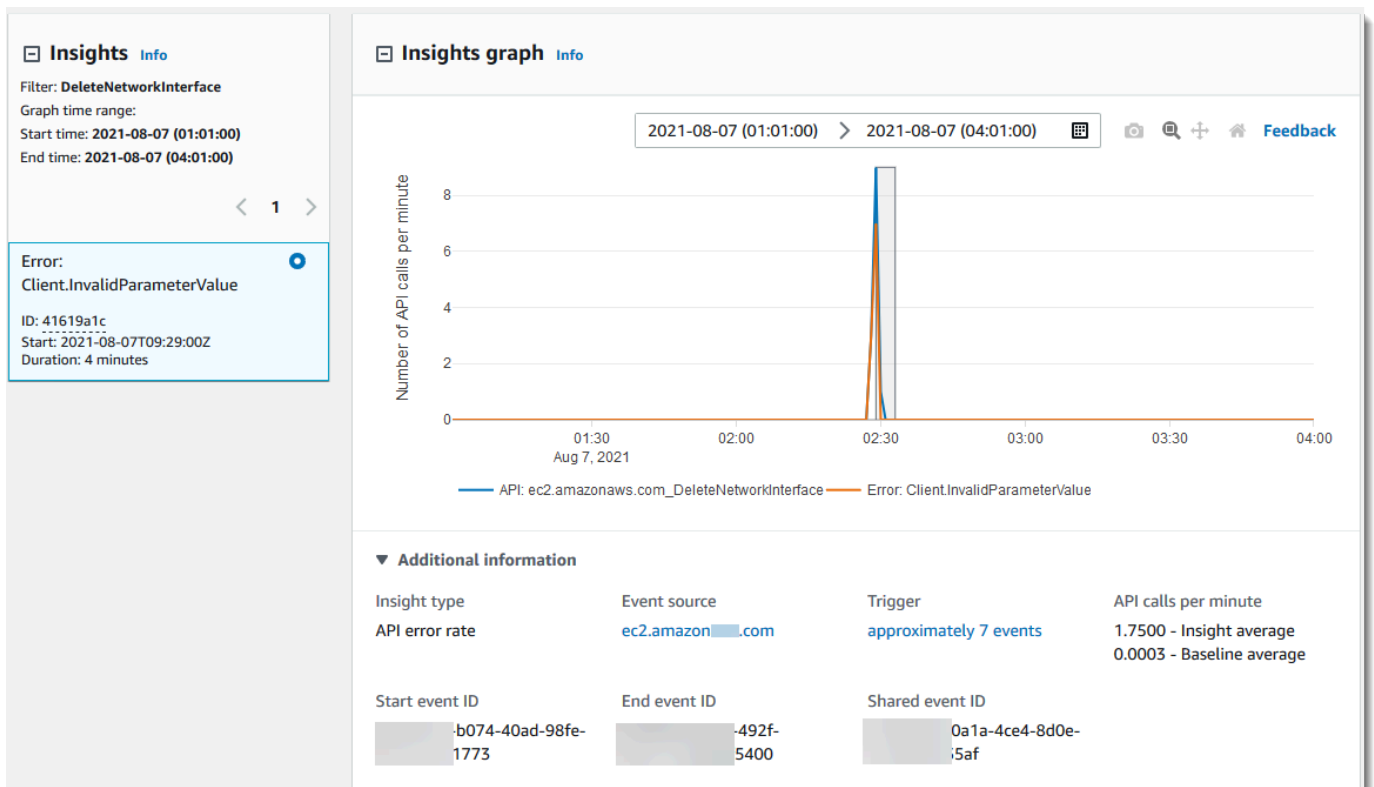 Insights Info
Filter: DeleteNetworkInterface
Graph time range:
Start time: 2021-08-07 (01:01:00)
End time: 2021-08-07 (04:01:00)
1
Error:
Client.InvalidParameterValue
ID: 41619a1c
Start: 2021-08-07T09:29:00Z
Duration: 4 minutes
Insights graph Info
2021-08-07 (01:01:00) > 2021-08-07 (04:01:00)
Feedback
Number of API calls per minute
8
6
4
2
0
01:30 02:00 02:30 03:00 03:30 04:00
Aug 7, 2021
API: ec2.amazonaws.com_DeleteNetworkInterface Error: Client.InvalidParameterValue
Additional information
Insight type Event source Trigger API calls per minute
API error rate ec2.amazon .com approximately 7 events 1.7500 - Insight average
0.0003 - Baseline average
Start event ID End event ID Shared event ID
b074-40ad-98fe- -492f- 0a1a-4ce4-8d0e-
1773 5400 5af